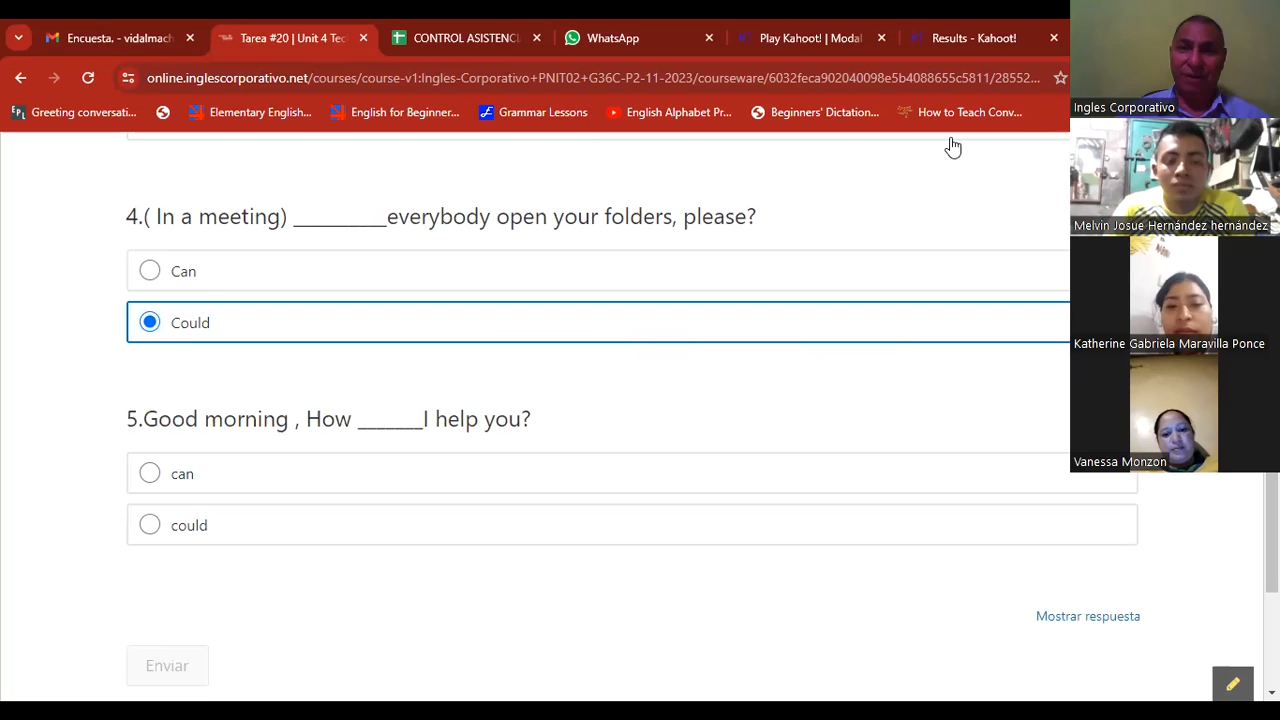 Encuesta. - vidalmach
Tarea #20 | Unit 4 Tec
CONTROL ASISTENCI
WhatsApp
Play Kahoot! | Modal
Results - Kahoot!
online.inglescorporativo.net/courses/course-v1:Ingles-Corporativo+PNIT02+G36C-P2-11-2023/courseware/6032feca902040098e5b4088655c5811/28552...
EPL Greeting conversati...
Elementary English...
English for Beginner...
Grammar Lessons
English Alphabet Pr...
Beginners' Dictation...
How to Teach Conv...
Ingles Corporativo
Melvin Josue Hernández hernández
Katherine Gabriela Maravilla Ponce
Vanessa Monzon
4.( In a meeting) __________everybody open your folders, please?
Can
Could
5.Good morning , How _______I help you?
can
could
Mostrar respuesta
Enviar